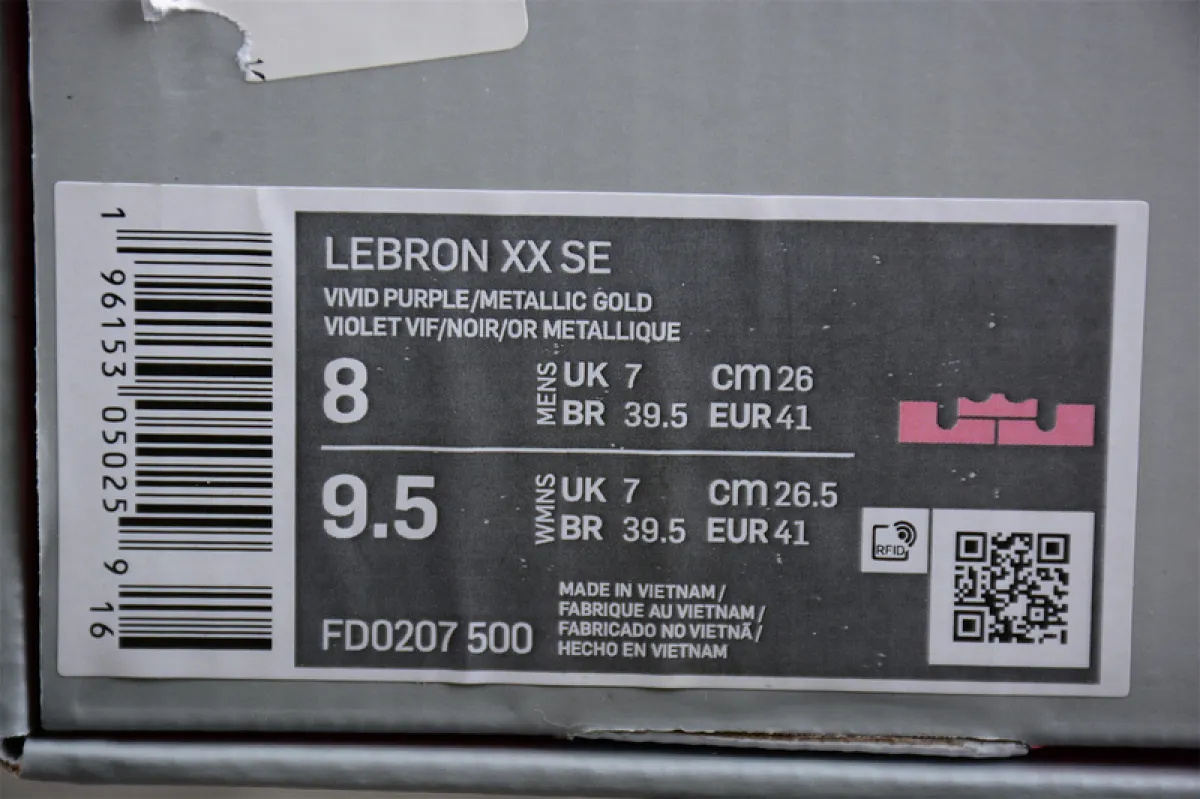 1 96153 05025 9 16
LEBRON XX SE
VIVID PURPLE/METALLIC GOLD
VIOLET VIF/NOIR/OR METALLIQUE
8 MENS UK 7 cm 26
BR 39.5 EUR 41
9.5 WMNS UK 7 cm 26.5
BR 39.5 EUR 41
RFID
FD0207 500
MADE IN VIETNAM /
FABRIQUE AU VIETNAM /
FABRICADO NO VIETNÃ /
HECHO EN VIETNAM